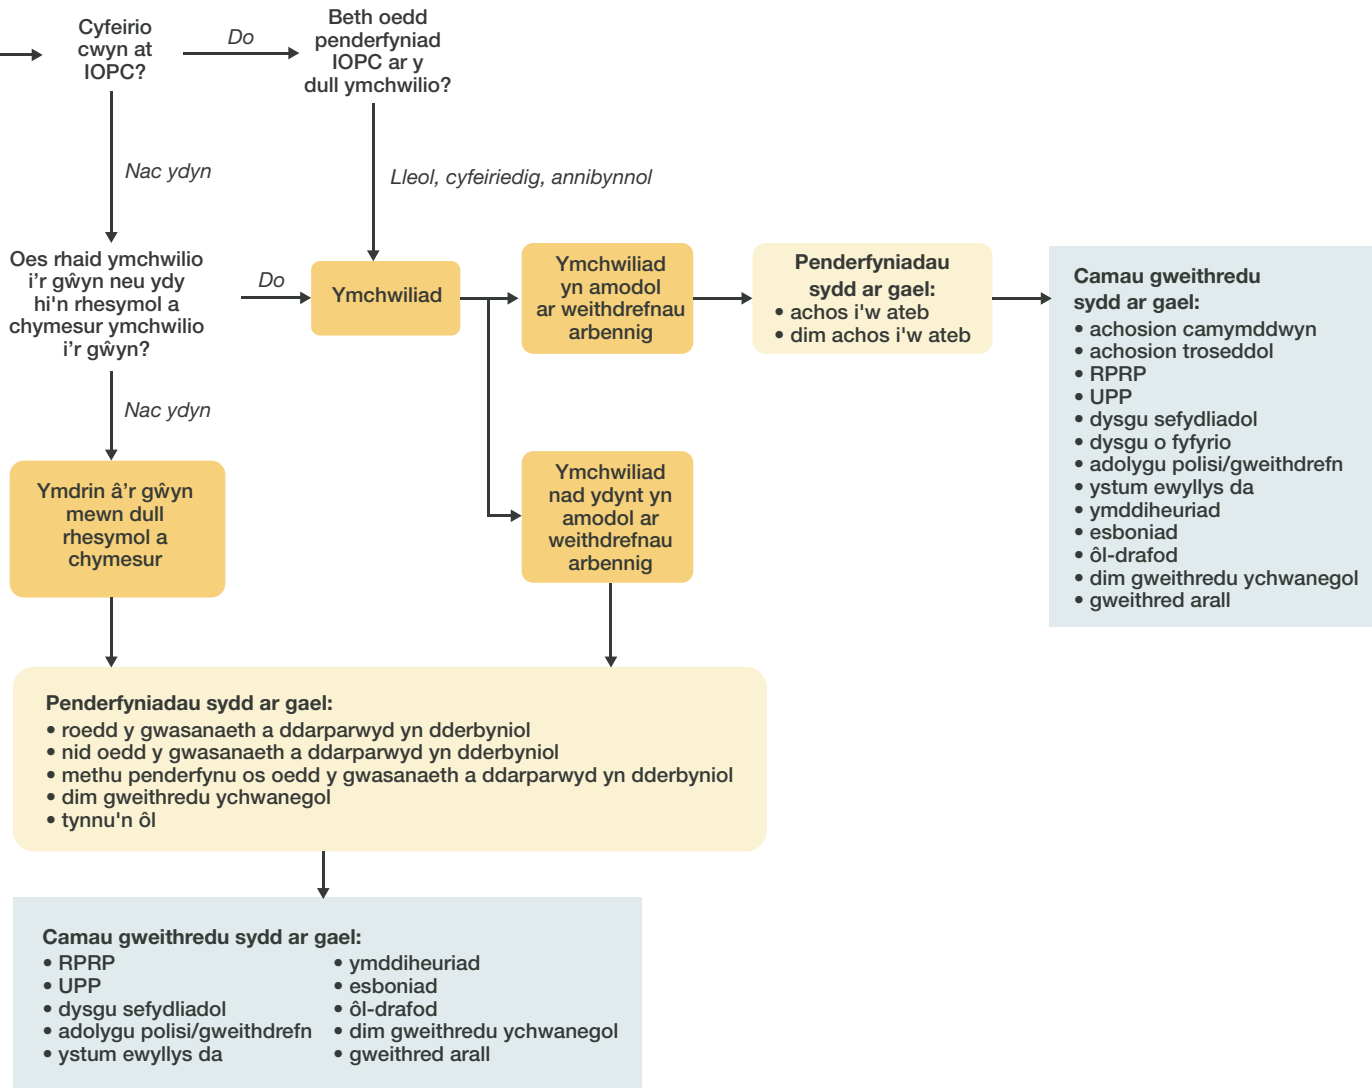 Cyfeirio
cwyn at
IOPC?
Do
Beth oedd
penderfyniad
IOPC ar y
dull ymchwilio?
Nac ydyn
Lleol, cyfeiriedig, annibynnol
Oes rhaid ymchwilio
i’r gŵyn neu ydy
hi'n rhesymol a
chymesur ymchwilio
i’r gŵyn?
Do
Ymchwiliad
Ymchwiliad
yn amodol
ar weithdrefnau
arbennig
Penderfyniadau
sydd ar gael:
• achos i'w ateb
• dim achos i'w ateb
Camau gweithredu
sydd ar gael:
• achosion camymddwyn
• achosion troseddol
• RPRP
• UPP
• dysgu sefydliadol
• dysgu o fyfyrio
• adolygu polisi/gweithdrefn
• ystum ewyllys da
• ymddiheuriad
• esboniad
• ôl-drafod
• dim gweithredu ychwanegol
• gweithred arall
Nac ydyn
Ymdrin â’r gŵyn
mewn dull
rhesymol a
chymesur
Ymchwiliad
nad ydynt yn
amodol ar
weithdrefnau
arbennig
Penderfyniadau sydd ar gael:
• roedd y gwasanaeth a ddarparwyd yn dderbyniol
• nid oedd y gwasanaeth a ddarparwyd yn dderbyniol
• methu penderfynu os oedd y gwasanaeth a ddarparwyd yn dderbyniol
• dim gweithredu ychwanegol
• tynnu'n ôl
Camau gweithredu sydd ar gael:
• RPRP
• UPP
• dysgu sefydliadol
• adolygu polisi/gweithdrefn
• ystum ewyllys da
• ymddiheuriad
• esboniad
• ôl-drafod
• dim gweithredu ychwanegol
• gweithred arall